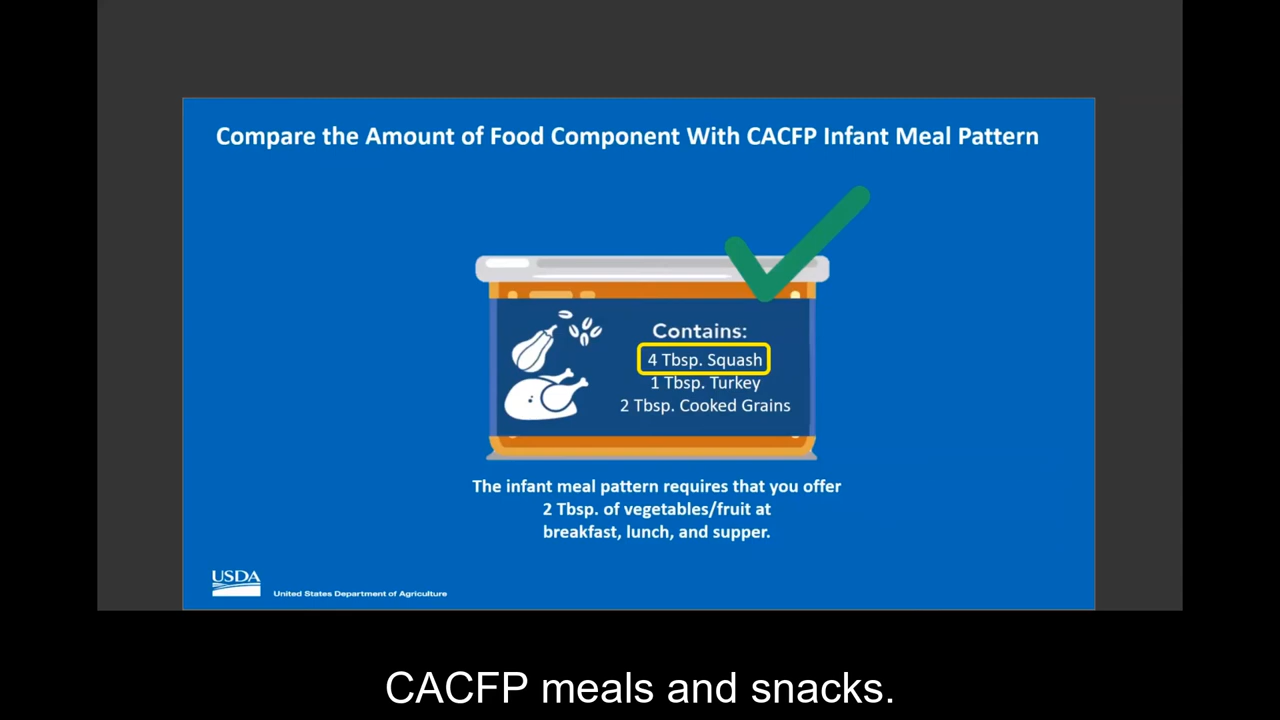 Compare the Amount of Food Component With CACFP Infant Meal Pattern
Contains:
4 Tbsp. Squash
1 Tbsp. Turkey
2 Tbsp. Cooked Grains
The infant meal pattern requires that you offer
2 Tbsp. of vegetables/fruit at
breakfast, lunch, and supper.
USDA
United States Department of Agriculture
CACFP meals and snacks.